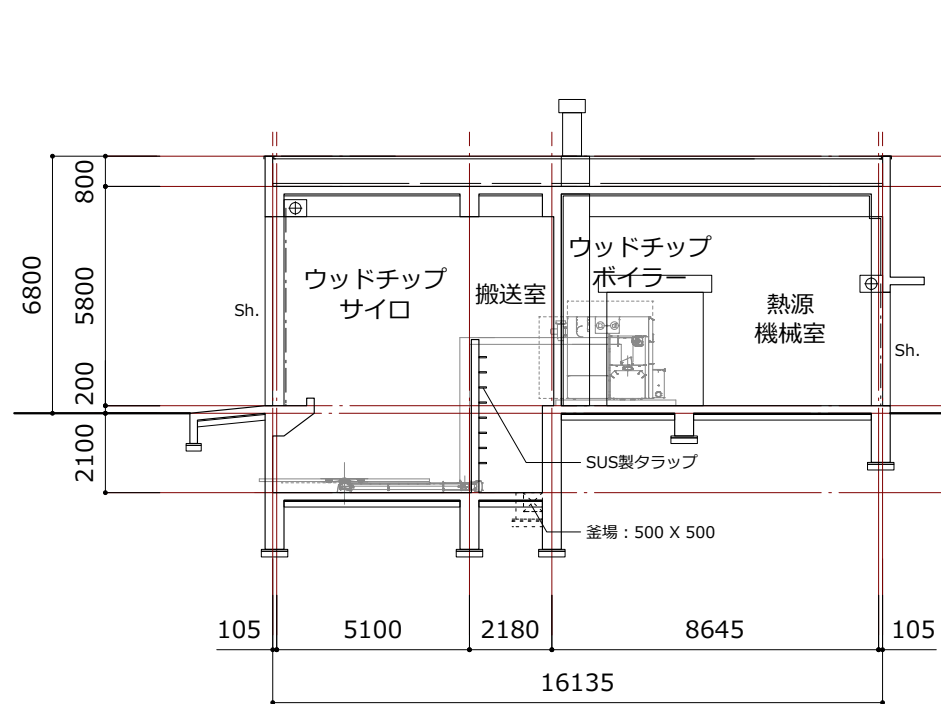 800
5800
6800
200
2100
ウッドチップ
サイロ
搬送室
ウッドチップ
ボイラー
熱源
機械室
Sh.
Sh.
SUS製タラップ
釜場：500 X 500
105
5100
2180
8645
105
16135